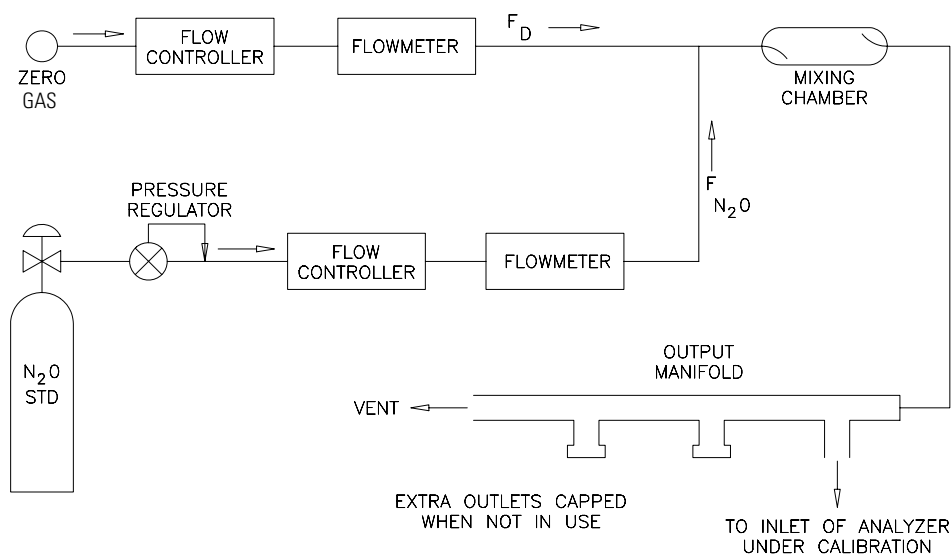 F
D
FLOW
CONTROLLER
FLOWMETER
ZERO
GAS
MIXING
CHAMBER
PRESSURE
REGULATOR
F
N2O
FLOW
CONTROLLER
FLOWMETER
N2O
STD
OUTPUT
MANIFOLD
VENT
EXTRA OUTLETS CAPPED
WHEN NOT IN USE
TO INLET OF ANALYZER
UNDER CALIBRATION